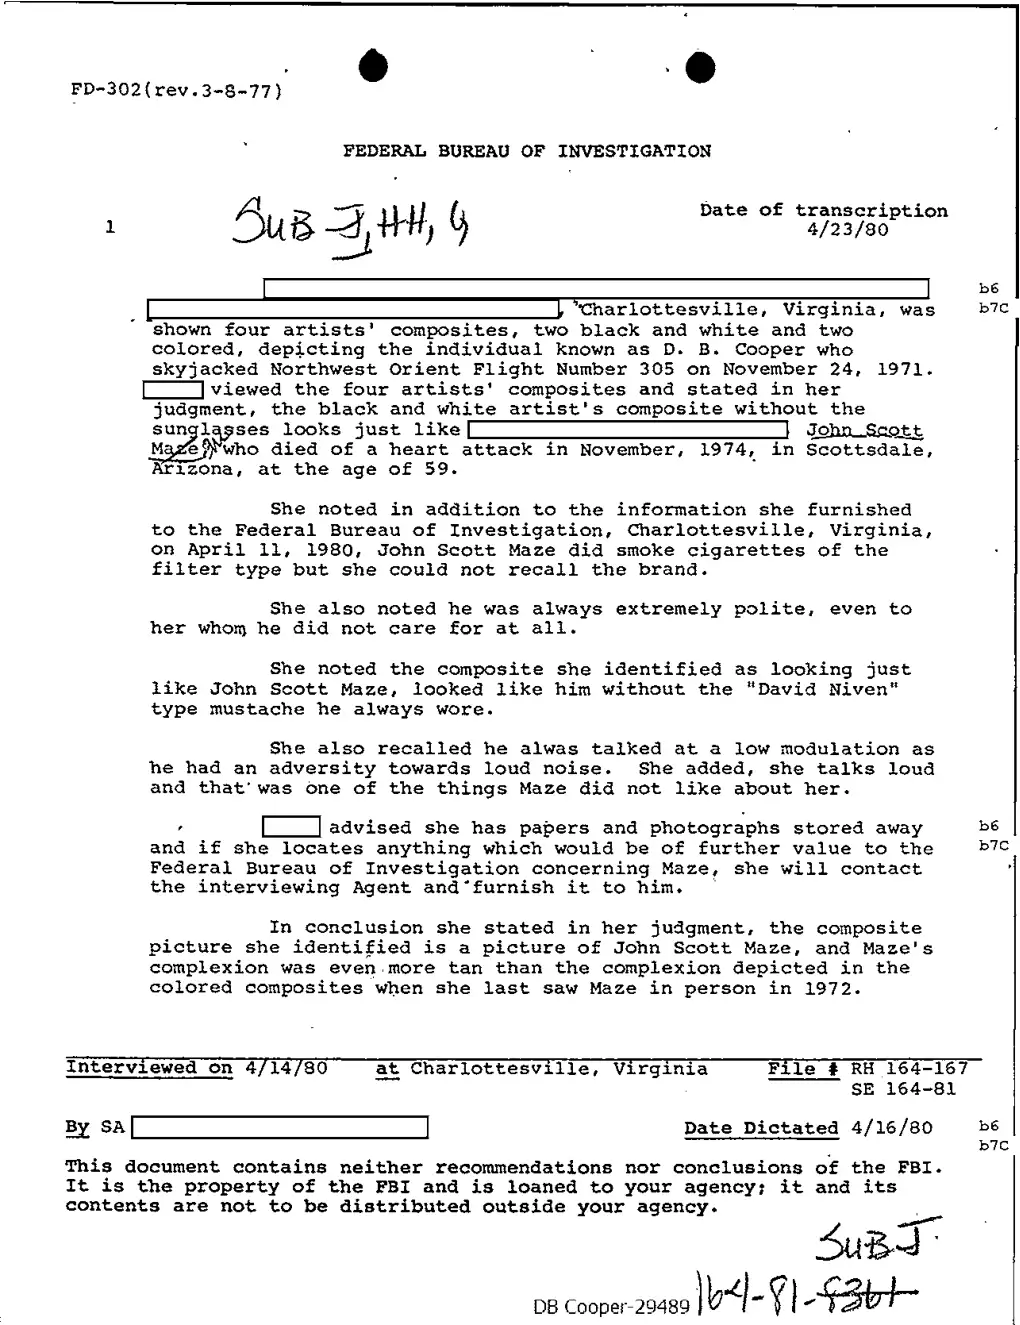 FD-302(rev.3-8-77)
FEDERAL BUREAU OF INVESTIGATION
1
SUB J, HH, G
Date of transcription
4/23/80
b6
b7C
, Charlottesville, Virginia, was
shown four artists' composites, two black and white and two
colored, depicting the individual known as D. B. Cooper who
skyjacked Northwest Orient Flight Number 305 on November 24, 1971.
viewed the four artists' composites and stated in her
judgment, the black and white artist's composite without the
sunglasses looks just like John Scott
Maze, who died of a heart attack in November, 1974, in Scottsdale,
Arizona, at the age of 59.
She noted in addition to the information she furnished
to the Federal Bureau of Investigation, Charlottesville, Virginia,
on April 11, 1980, John Scott Maze did smoke cigarettes of the
filter type but she could not recall the brand.
She also noted he was always extremely polite, even to
her whom he did not care for at all.
She noted the composite she identified as looking just
like John Scott Maze, looked like him without the "David Niven"
type mustache he always wore.
She also recalled he alwas talked at a low modulation as
he had an adversity towards loud noise. She added, she talks loud
and that was one of the things Maze did not like about her.
advised she has papers and photographs stored away
b6
and if she locates anything which would be of further value to the
b7C
Federal Bureau of Investigation concerning Maze, she will contact
the interviewing Agent and furnish it to him.
In conclusion she stated in her judgment, the composite
picture she identified is a picture of John Scott Maze, and Maze's
complexion was even more tan than the complexion depicted in the
colored composites when she last saw Maze in person in 1972.
Interviewed on 4/14/80 at Charlottesville, Virginia File # RH 164-167
SE 164-81
By SA Date Dictated 4/16/80
b6
b7C
This document contains neither recommendations nor conclusions of the FBI.
It is the property of the FBI and is loaned to your agency; it and its
contents are not to be distributed outside your agency.
SUB J
DB Cooper-29489
164-81-8361